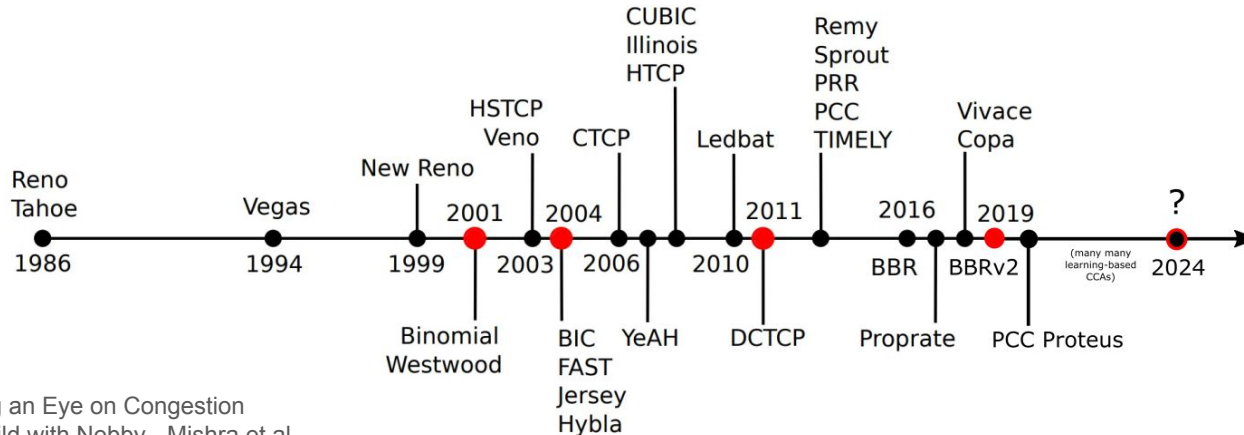 Reno
Tahoe
1986
Vegas
1994
New Reno
1999
2001
Binomial
Westwood
HSTCP
Veno
2003
2004
BIC
FAST
Jersey
Hybla
CTCP
2006
YeAH
CUBIC
Illinois
HTCP
Ledbat
2010
2011
DCTCP
Remy
Sprout
PRR
PCC
TIMELY
2016
BBR
Proprate
Vivace
Copa
2019
BBRv2
PCC Proteus
(many many
learning-based
CCAs)
?
2024
an Eye on Congestion
with Nebby - Mishra et al